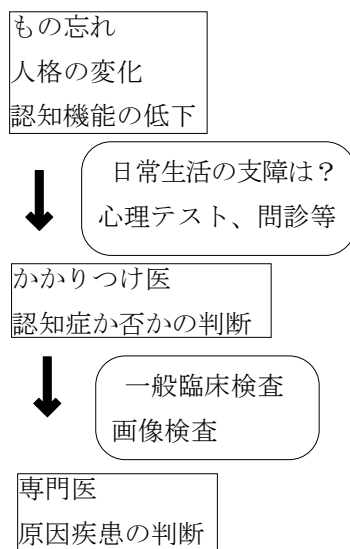 もの忘れ
人格の変化
認知機能の低下
日常生活の支障は？
心理テスト、問診等
かかりつけ医
認知症か否かの判断
一般臨床検査
画像検査
専門医
原因疾患の判断